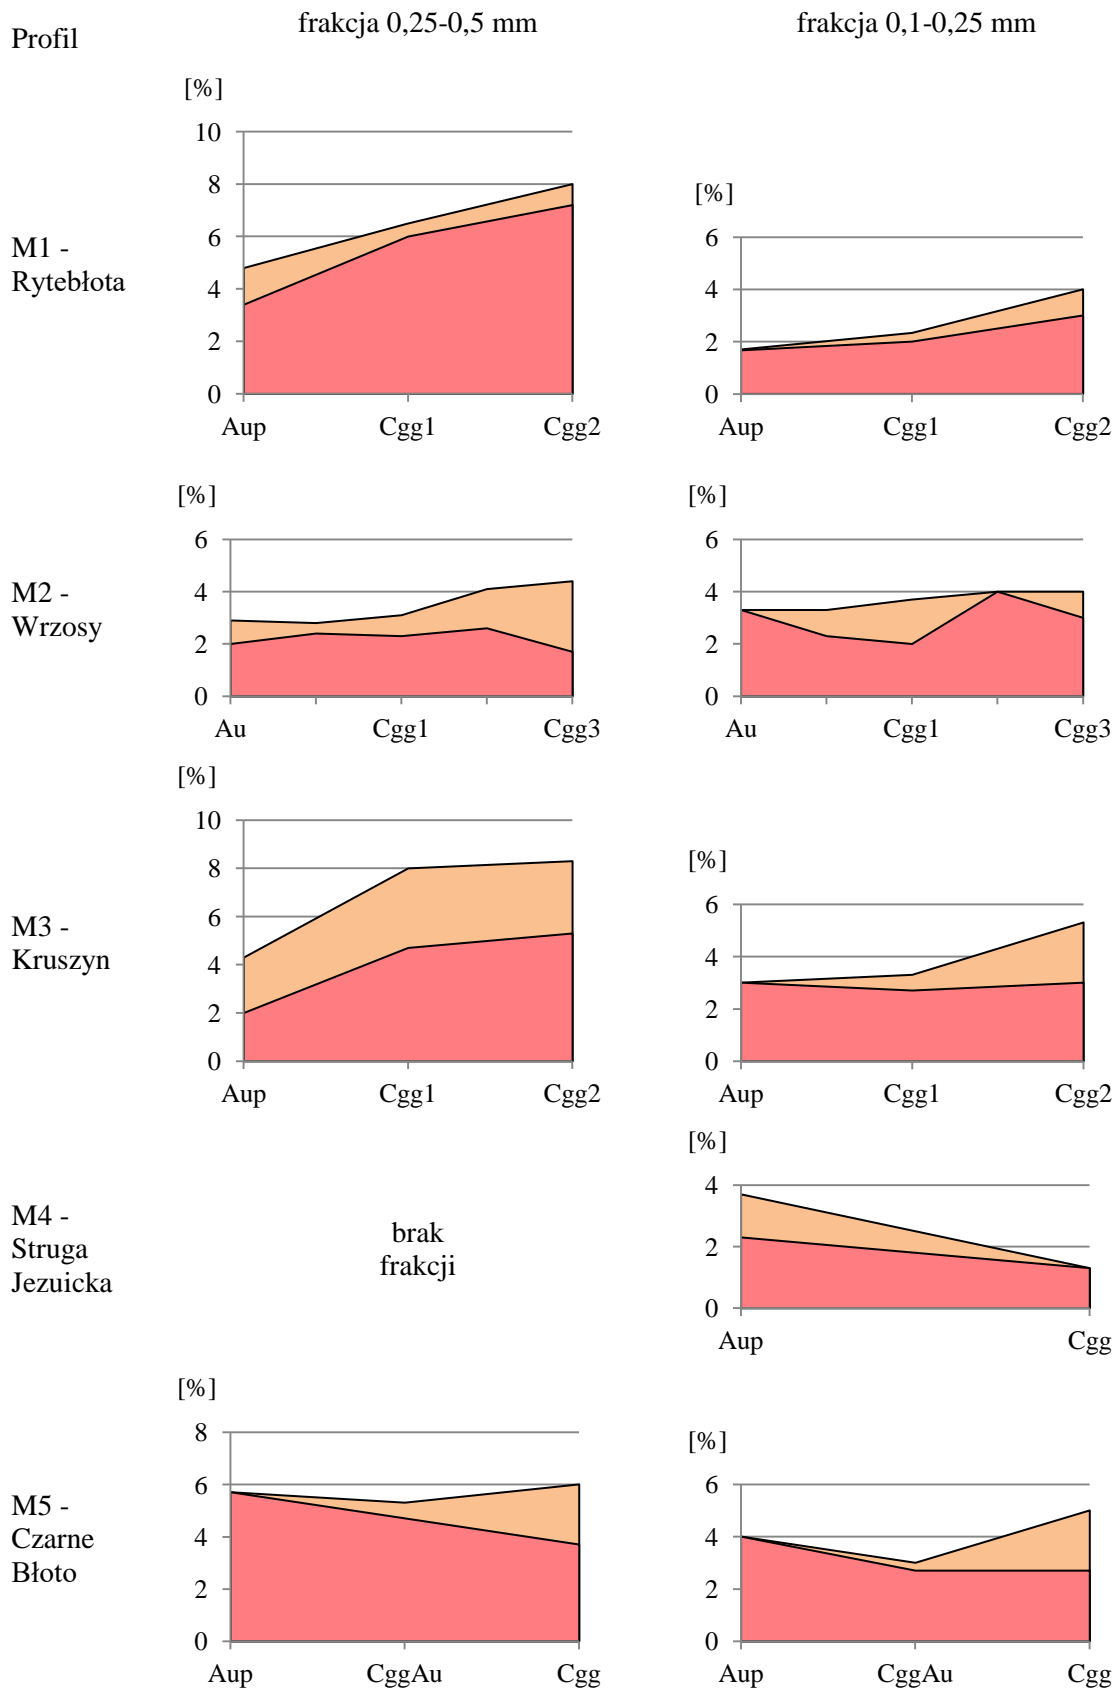 Profil
frakcja 0,25-0,5 mm
frakcja 0,1-0,25 mm
M1 -
Rytebłota
[%]
10
8
6
4
2
0
Aup
Cgg1
Cgg2
[%]
6
4
2
0
Aup
Cgg1
Cgg2
M2 -
Wrzosy
[%]
6
4
2
0
Au
Cgg1
Cgg3
[%]
6
4
2
0
Au
Cgg1
Cgg3
M3 -
Kruszyn
[%]
10
8
6
4
2
0
Aup
Cgg1
Cgg2
[%]
6
4
2
0
Aup
Cgg1
Cgg2
M4 -
Struga
Jezuicka
brak
frakcji
[%]
4
2
0
Aup
Cgg
M5 -
Czarne
Błoto
[%]
8
6
4
2
0
Aup
CggAu
Cgg
[%]
6
4
2
0
Aup
CggAu
Cgg